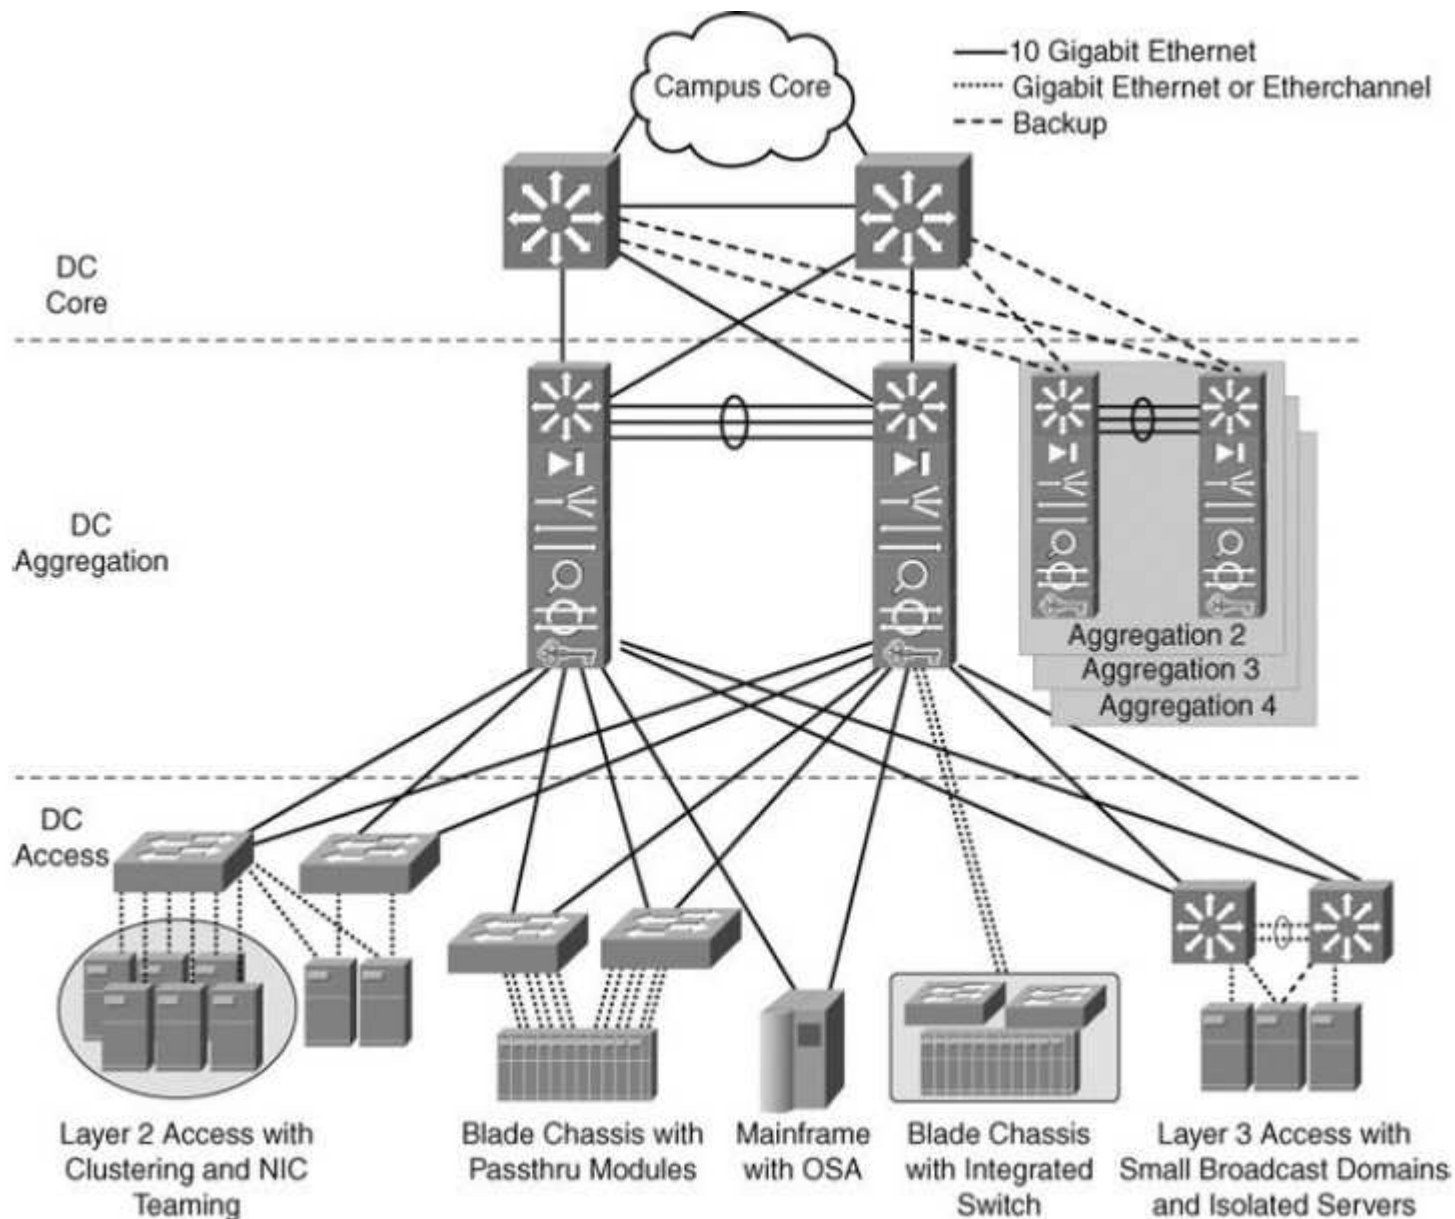 Campus Core
10 Gigabit Ethernet
Gigabit Ethernet or Etherchannel
Backup
DC
Core
DC
Aggregation
Aggregation 2
Aggregation 3
Aggregation 4
DC
Access
Layer 2 Access with
Clustering and NIC
Teaming
Blade Chassis with
Passthru Modules
Mainframe
with OSA
Blade Chassis
with Integrated
Switch
Layer 3 Access with
Small Broadcast Domains
and Isolated Servers